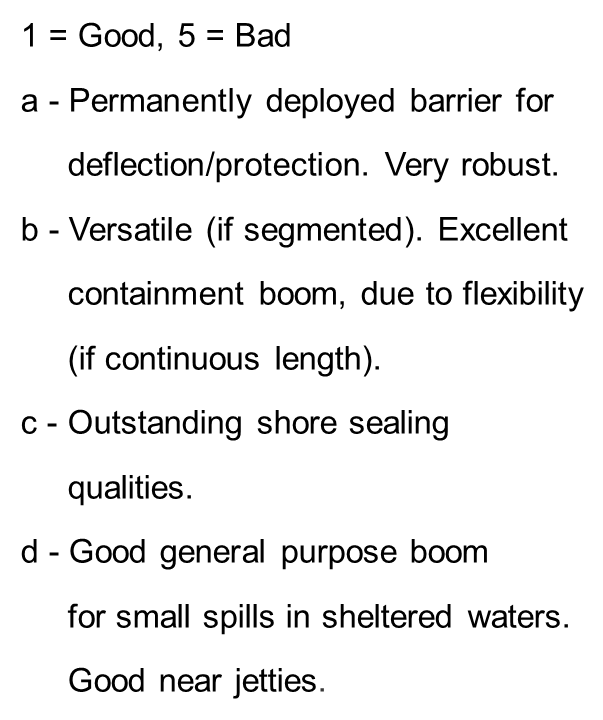 1 = Good, 5 = Bad
a - Permanently deployed barrier for
deflection/protection. Very robust.
b - Versatile (if segmented). Excellent
containment boom, due to flexibility
(if continuous length).
c - Outstanding shore sealing
qualities.
d - Good general purpose boom
for small spills in sheltered waters.
Good near jetties.